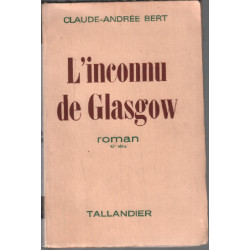 CLAUDE-ANDRÉE BERT
L'inconnu
de Glasgow
roman
TALLANDIER